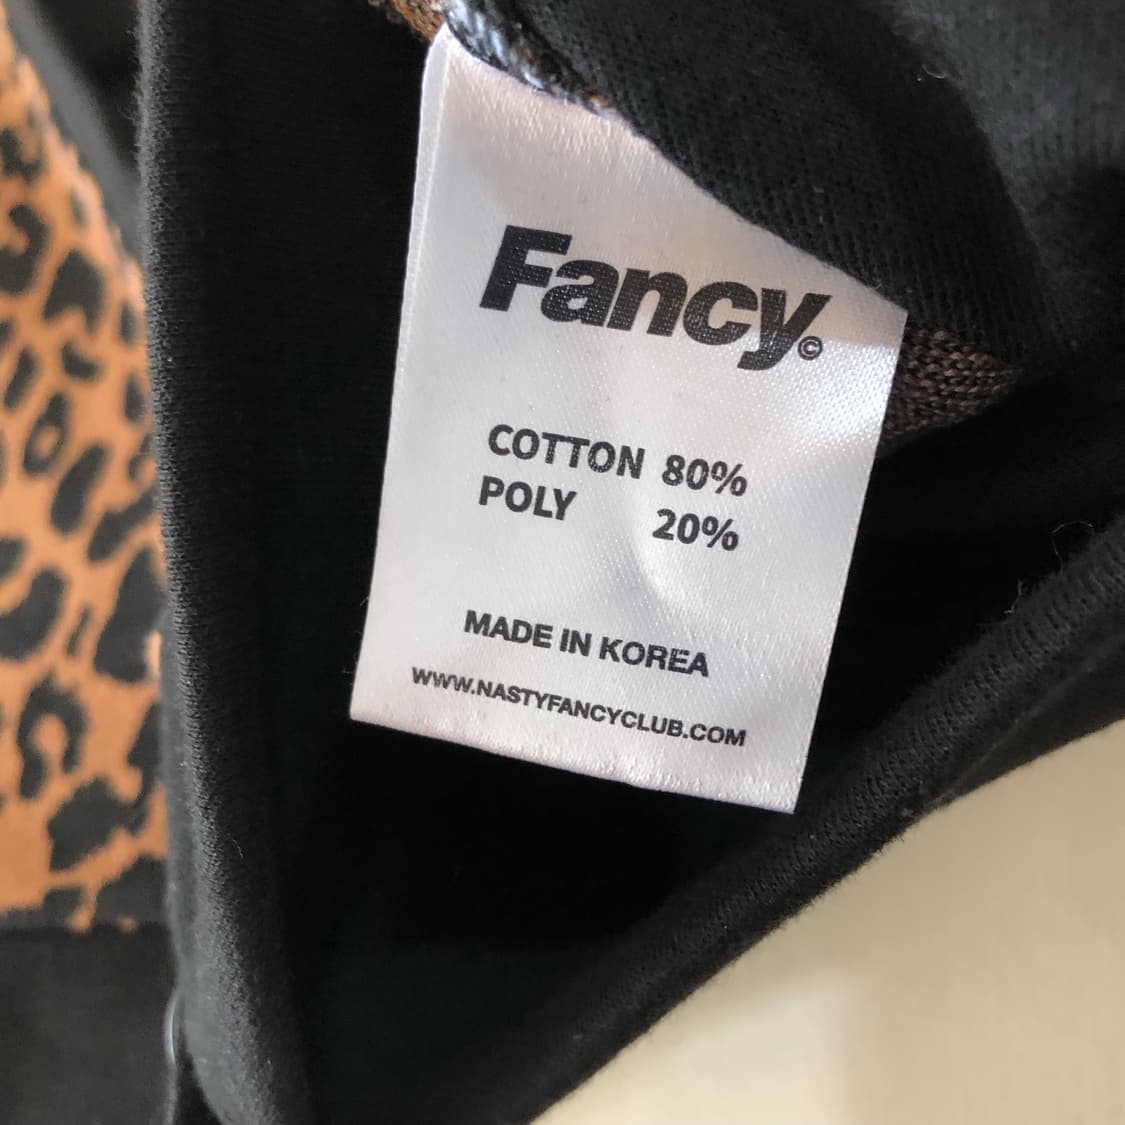 Fancy©
COTTON 80%
POLY 20%
MADE IN KOREA
WWW.NASTYFANCYCLUB.COM